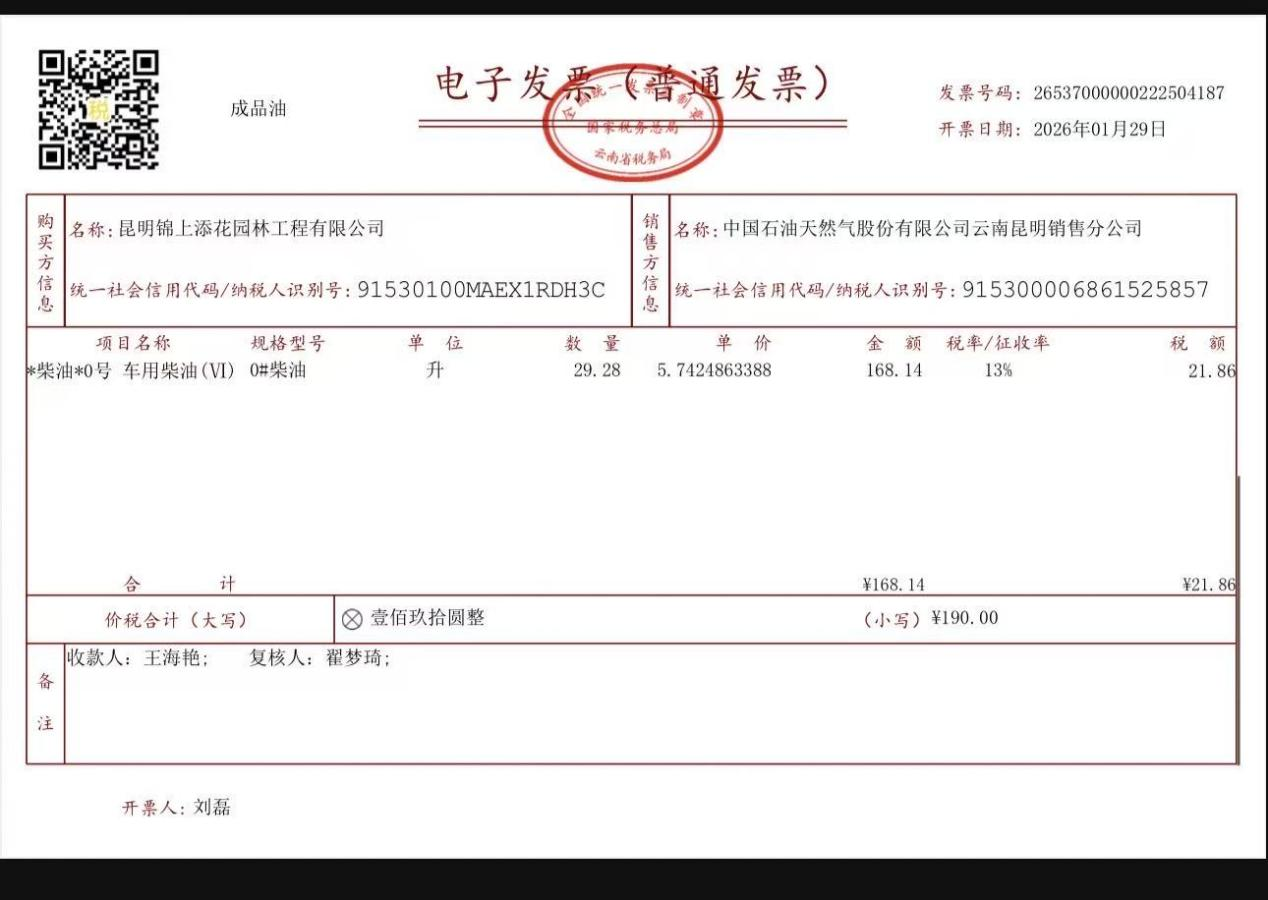 税
成品油
电子发票（普通发票）
全国统一发票监制章
国家税务总局
云南省税务局
发票号码：26537000000222504187
开票日期：2026年01月29日
购买方信息
名称：昆明锦上添花园林工程有限公司
统一社会信用代码/纳税人识别号：91530100MAEX1RDH3C
销售方信息
名称：中国石油天然气股份有限公司云南昆明销售分公司
统一社会信用代码/纳税人识别号：915300006861525857
项目名称 规格型号 单位 数量 单价 金额 税率/征收率 税额
*柴油*0号 车用柴油(Ⅵ) 0#柴油 升 29.28 5.7424863388 168.14 13% 21.86
合计 ¥168.14 ¥21.86
价税合计（大写） ⊗壹佰玖拾圆整 （小写）¥190.00
备注
收款人：王海艳; 复核人：翟梦琦;
开票人：刘磊